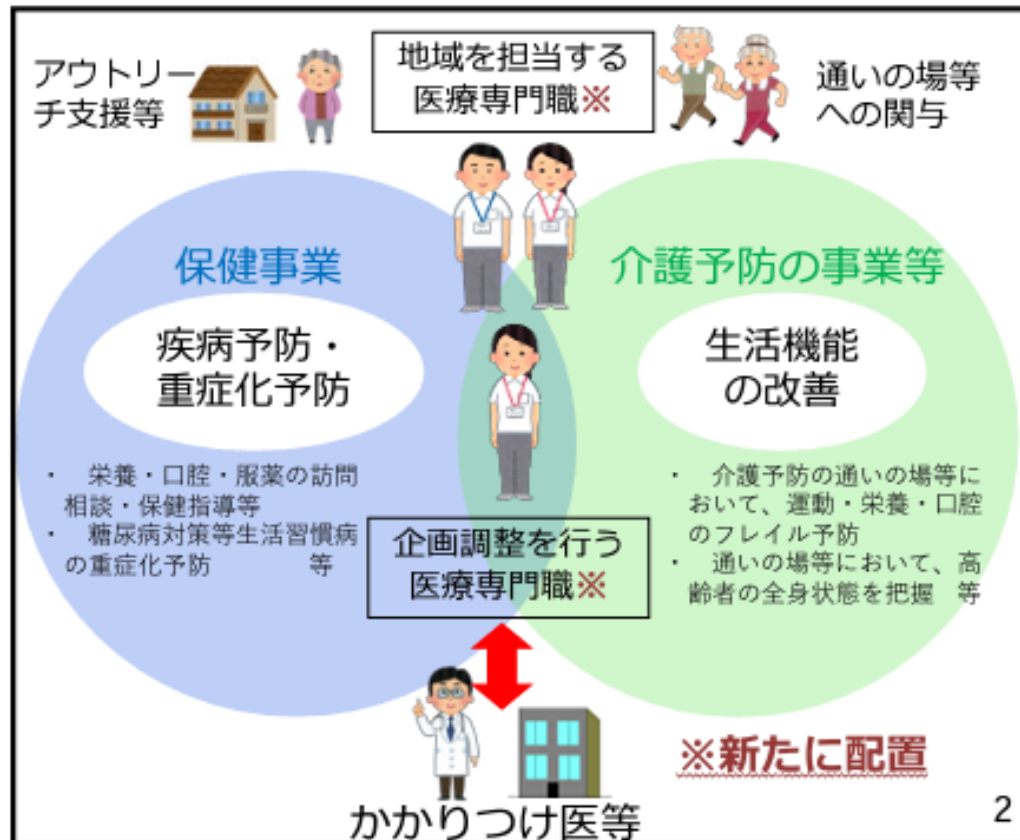 アウトリー
チ支援等
地域を担当する
医療専門職※
通いの場等
への関与
保健事業
疾病予防・
重症化予防
・ 栄養・口腔・服薬の訪問
相談・保健指導等
・ 糖尿病対策等生活習慣病
の重症化予防 等
介護予防の事業等
生活機能
の改善
・ 介護予防の通いの場等に
おいて、運動・栄養・口腔
のフレイル予防
・ 通いの場等において、高
齢者の全身状態を把握 等
企画調整を行う
医療専門職※
かかりつけ医等
※新たに配置
2